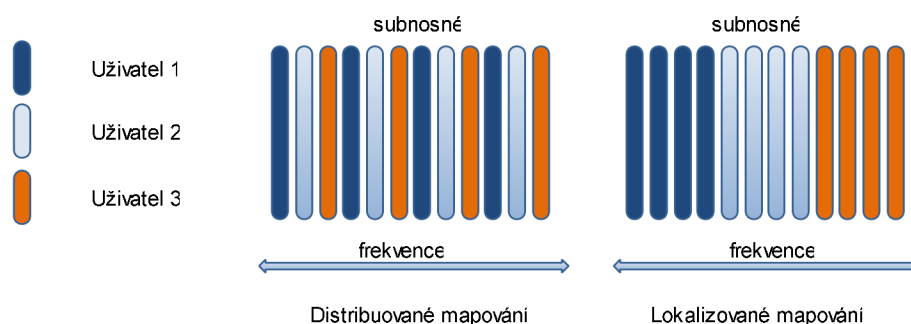 subnosné
subnosné
Uživatel 1
Uživatel 2
Uživatel 3
frekvence
frekvence
Distribuované mapování
Lokalizované mapování